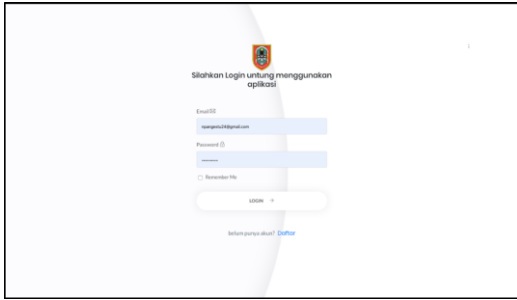 Silahkan Login untung menggunakan
aplikasi
Email
Password
Remember Me
LOGIN
belum punya akun? Daftar